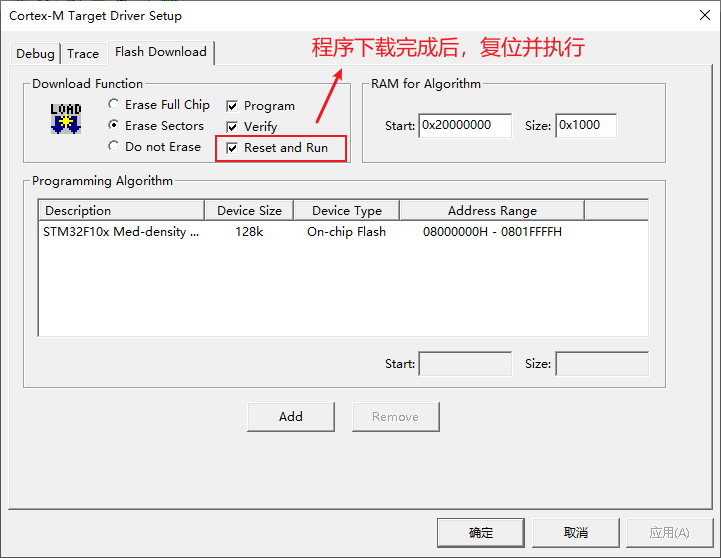 Cortex-M Target Driver Setup
Debug Trace Flash Download
程序下载完成后，复位并执行
Download Function
LOAD
Erase Full Chip
Erase Sectors
Do not Erase
Program
Verify
Reset and Run
RAM for Algorithm
Start: 0x20000000 Size: 0x1000
Programming Algorithm
Description Device Size Device Type Address Range
STM32F10x Med-density ... 128k On-chip Flash 08000000H - 0801FFFFH
Start: Size:
Add Remove
确定 取消 应用(A)